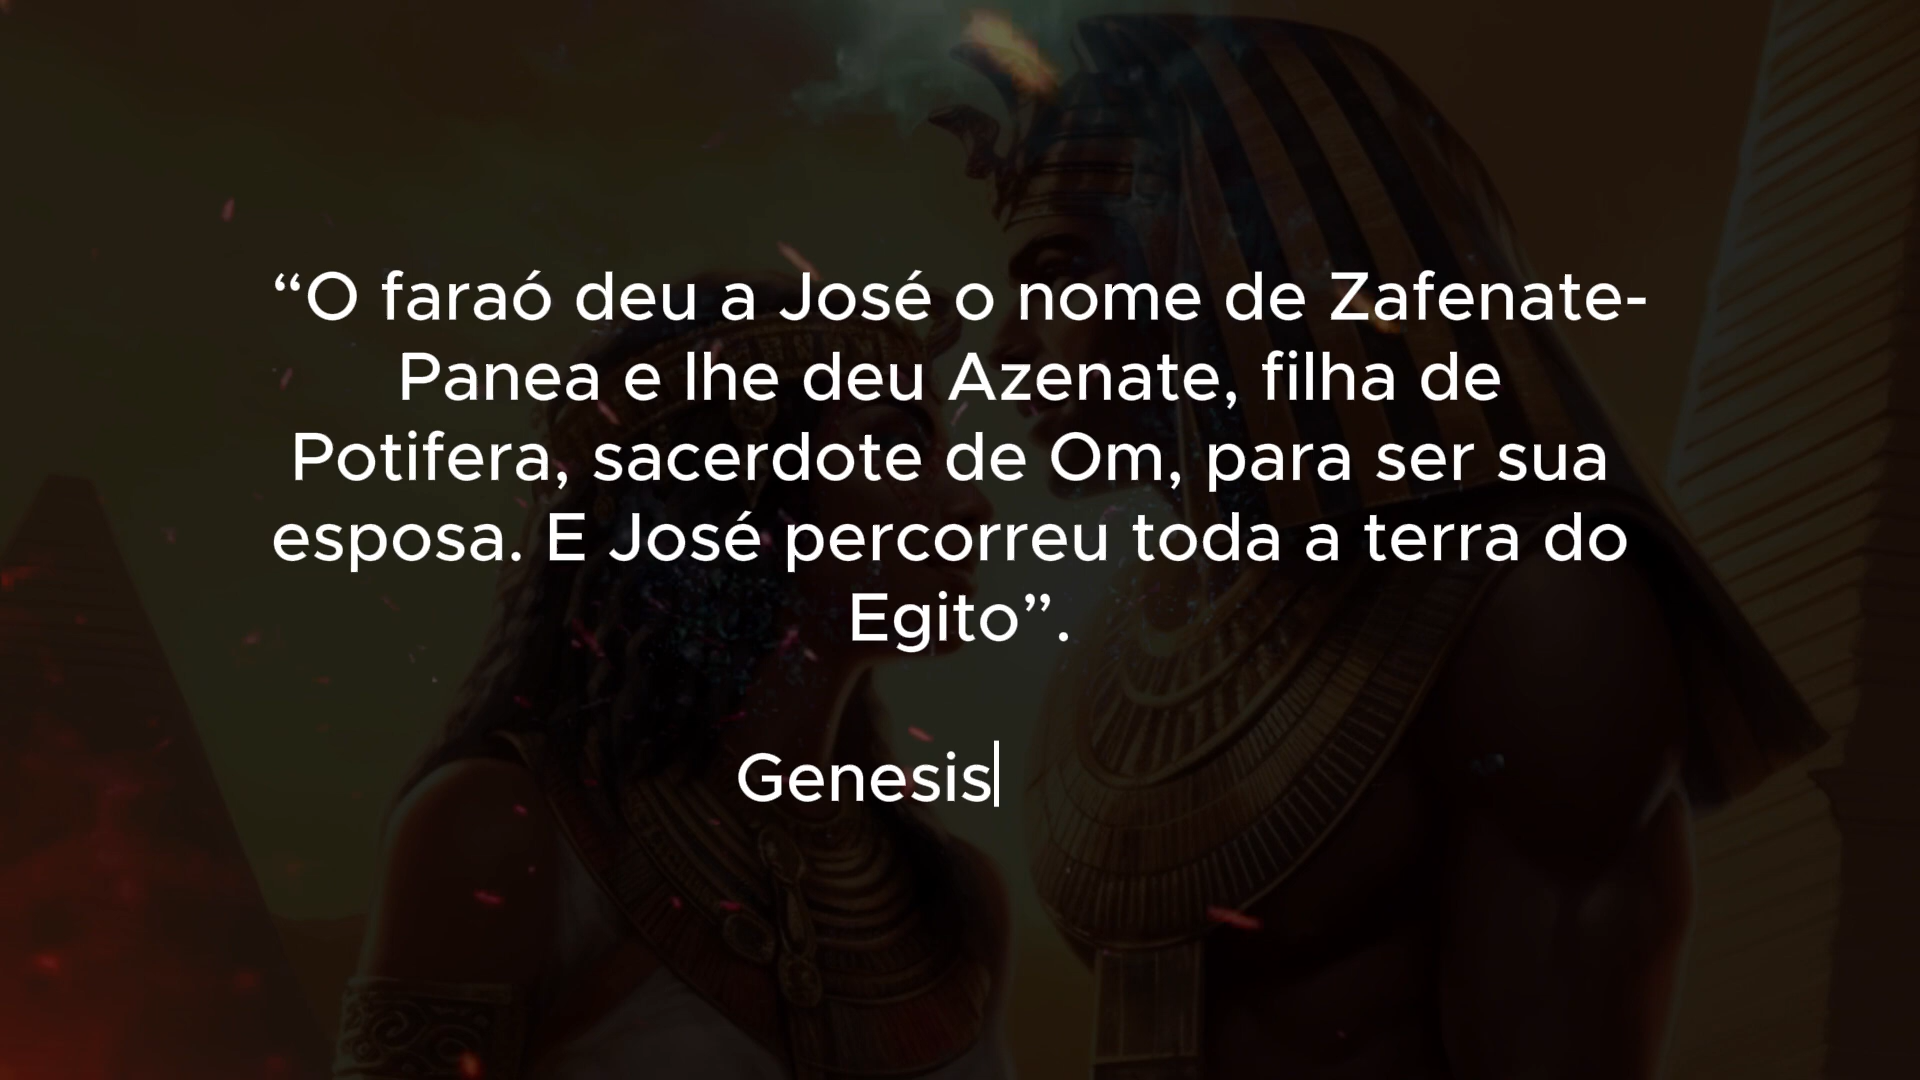 “O faraó deu a José o nome de Zafenate-
Panea e lhe deu Azenate, filha de
Potifera, sacerdote de Om, para ser sua
esposa. E José percorreu toda a terra do
Egito”.
Genesis